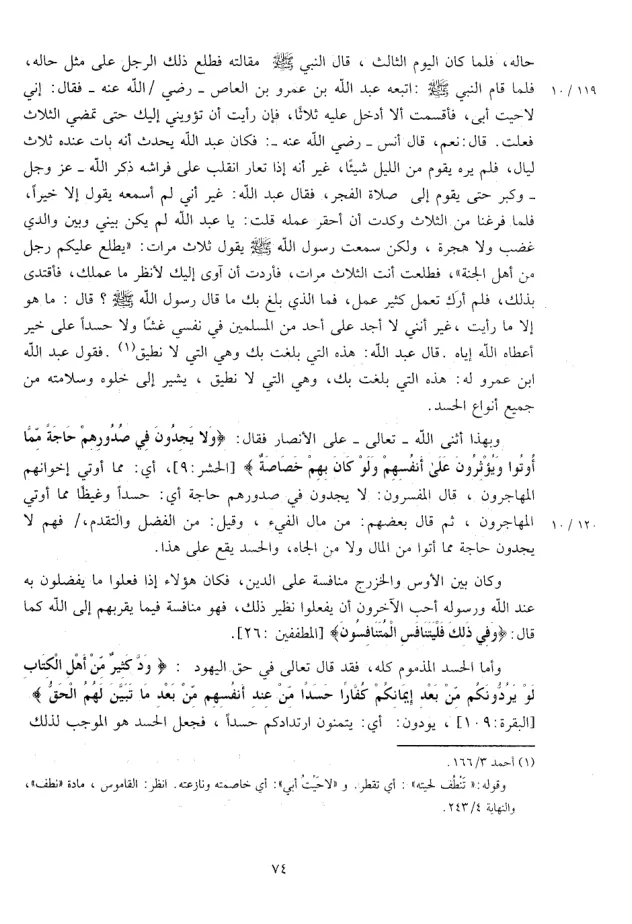 حاله، فلما كان اليوم الثالث ، قال النبي ﷺ مقالته فطلع ذلك الرجل على مثل حاله،
١٠/١١٩ فلما قام النبي ﷺ :اتبعه عبد الله بن عمرو بن العاص ـ رضي /الله عنه ـ فقال: إني
لاحيت أبى، فأقسمت ألا أدخل عليه ثلاثًا، فإن رأيت أن تؤويني إليك حتى تمضي الثلاث
فعلت. قال:نعم، قال أنس ـ رضي الله عنه ـ: فكان عبد الله يحدث أنه بات عنده ثلاث
ليال، فلم يره يقوم من الليل شيئًا، غير أنه إذا تعار انقلب على فراشه ذكر الله ـ عز وجل
ـ وكبر حتى يقوم إلى صلاة الفجر، فقال عبد الله: غير أني لم أسمعه يقول إلا خيراً،
فلما فرغنا من الثلاث وكدت أن أحقر عمله قلت: يا عبد الله لم يكن بيني وبين والدي
غضب ولا هجرة ، ولكن سمعت رسول الله ﷺ يقول ثلاث مرات: «يطلع عليكم رجل
من أهل الجنة»، فطلعت أنت الثلاث مرات، فأردت أن آوى إليك لأنظر ما عملك، فأقتدى
بذلك، فلم أرك تعمل كثير عمل، فما الذي بلغ بك ما قال رسول الله ﷺ ؟ قال : ما هو
إلا ما رأيت ،غير أنني لا أجد على أحد من المسلمين في نفسي غشًا ولا حسداً على خير
أعطاه الله إياه .قال عبد الله: هذه التي بلغت بك وهي التي لا نطيق(١) .فقول عبد الله
ابن عمرو له: هذه التي بلغت بك، وهي التي لا نطيق ، يشير إلى خلوه وسلامته من
جميع أنواع الحسد.
وبهذا أثنى الله ـ تعالى ـ على الأنصار فقال: ﴿وَلا يَجِدُونَ فِي صُدُورِهِمْ حَاجَةً مِّمَّا
أُوتُوا وَيُؤْثِرُونَ عَلَىٰ أَنفُسِهِمْ وَلَوْ كَانَ بِهِمْ خَصَاصَةٌ ﴾ [الحشر:٩]، أي: مما أوتي إخوانهم
المهاجرون ، قال المفسرون: لا يجدون في صدورهم حاجة أي: حسداً وغيظًا مما أوتي
١٠/١٢٠ المهاجرون ، ثم قال بعضهم: من مال الفيء ، وقيل: من الفضل والتقدم،/ فهم لا
يجدون حاجة مما أتوا من المال ولا من الجاه، والحسد يقع على هذا.
وكان بين الأوس والخزرج منافسة على الدين، فكان هؤلاء إذا فعلوا ما يفضلون به
عند الله ورسوله أحب الآخرون أن يفعلوا نظير ذلك، فهو منافسة فيما يقربهم إلى الله كما
قال: ﴿وَفِي ذَلِكَ فَلْيَتَنَافَسِ الْمُتَنَافِسُونَ﴾ [المطففين :٢٦].
وأما الحسد المذموم كله، فقد قال تعالى في حق اليهود : ﴿ وَدَّ كَثِيرٌ مِّنْ أَهْلِ الْكِتَابِ
لَوْ يَرُدُّونَكُم مِّنْ بَعْدِ إِيمَانِكُمْ كُفَّارًا حَسَدًا مِّنْ عِندِ أَنفُسِهِم مِّنْ بَعْدِ مَا تَبَيَّنَ لَهُمُ الْحَقُّ ﴾
[البقرة:١٠٩] ، يودون: أي: يتمنون ارتدادكم حسداً ، فجعل الحسد هو الموجب لذلك
(١) أحمد ٣/ ١٦٦.
وقوله:« تَنْطُف لحيته» : أي تقطر. و «لاحَيْتُ أبي»: أي خاصمته ونازعته. انظر: القاموس ، مادة «نطف»،
والنهاية ٤/ ٢٤٣.
٧٤